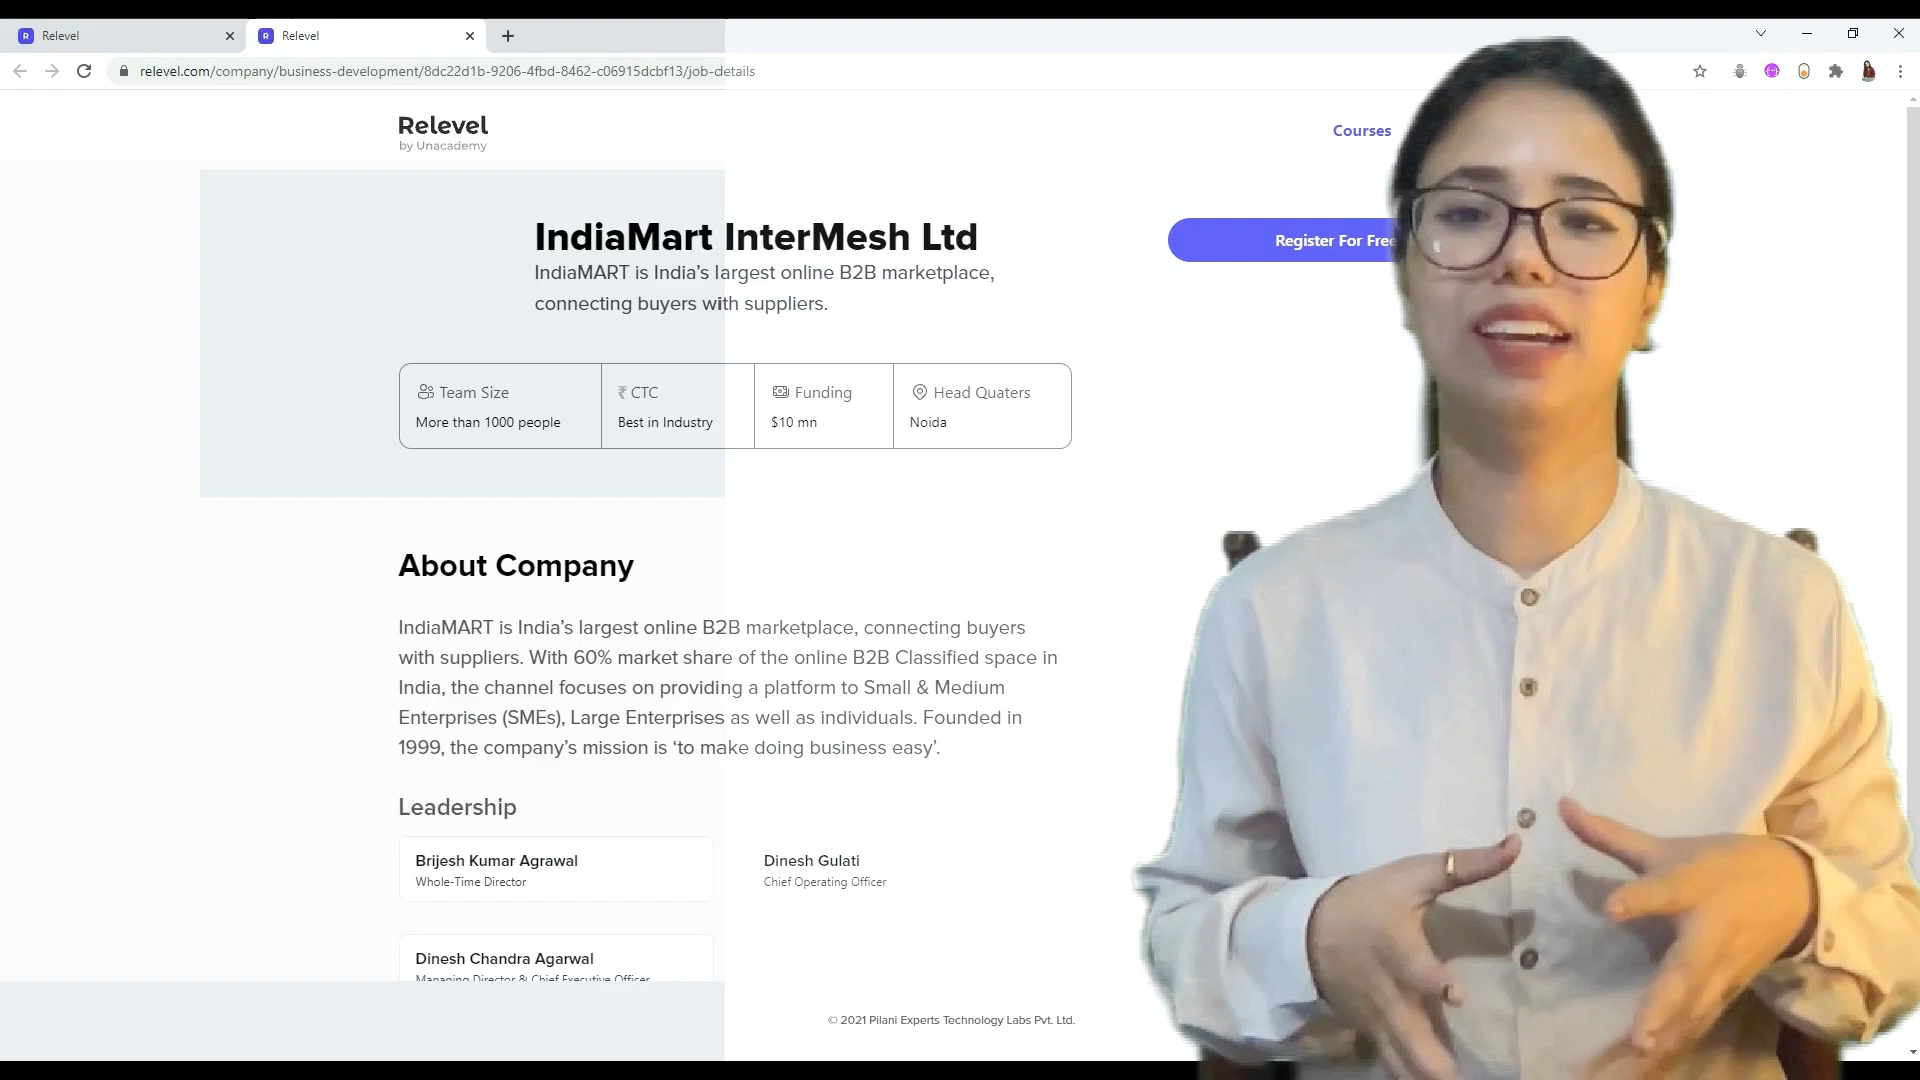 Relevel
Relevel
relevel.com/company/business-development/8dc22d1b-9206-4fbd-8462-c06915dcbf13/job-details
Relevel
by Unacademy
Courses
IndiaMart InterMesh Ltd
IndiaMART is India’s largest online B2B marketplace,
connecting buyers with suppliers.
Register For Free
Team Size
More than 1000 people
₹ CTC
Best in Industry
Funding
$10 mn
Head Quaters
Noida
About Company
IndiaMART is India’s largest online B2B marketplace, connecting buyers
with suppliers. With 60% market share of the online B2B Classified space in
India, the channel focuses on providing a platform to Small & Medium
Enterprises (SMEs), Large Enterprises as well as individuals. Founded in
1999, the company’s mission is ‘to make doing business easy’.
Leadership
Brijesh Kumar Agrawal
Whole-Time Director
Dinesh Gulati
Chief Operating Officer
Dinesh Chandra Agarwal
Managing Director & Chief Executive Officer
© 2021 Pilani Experts Technology Labs Pvt. Ltd.